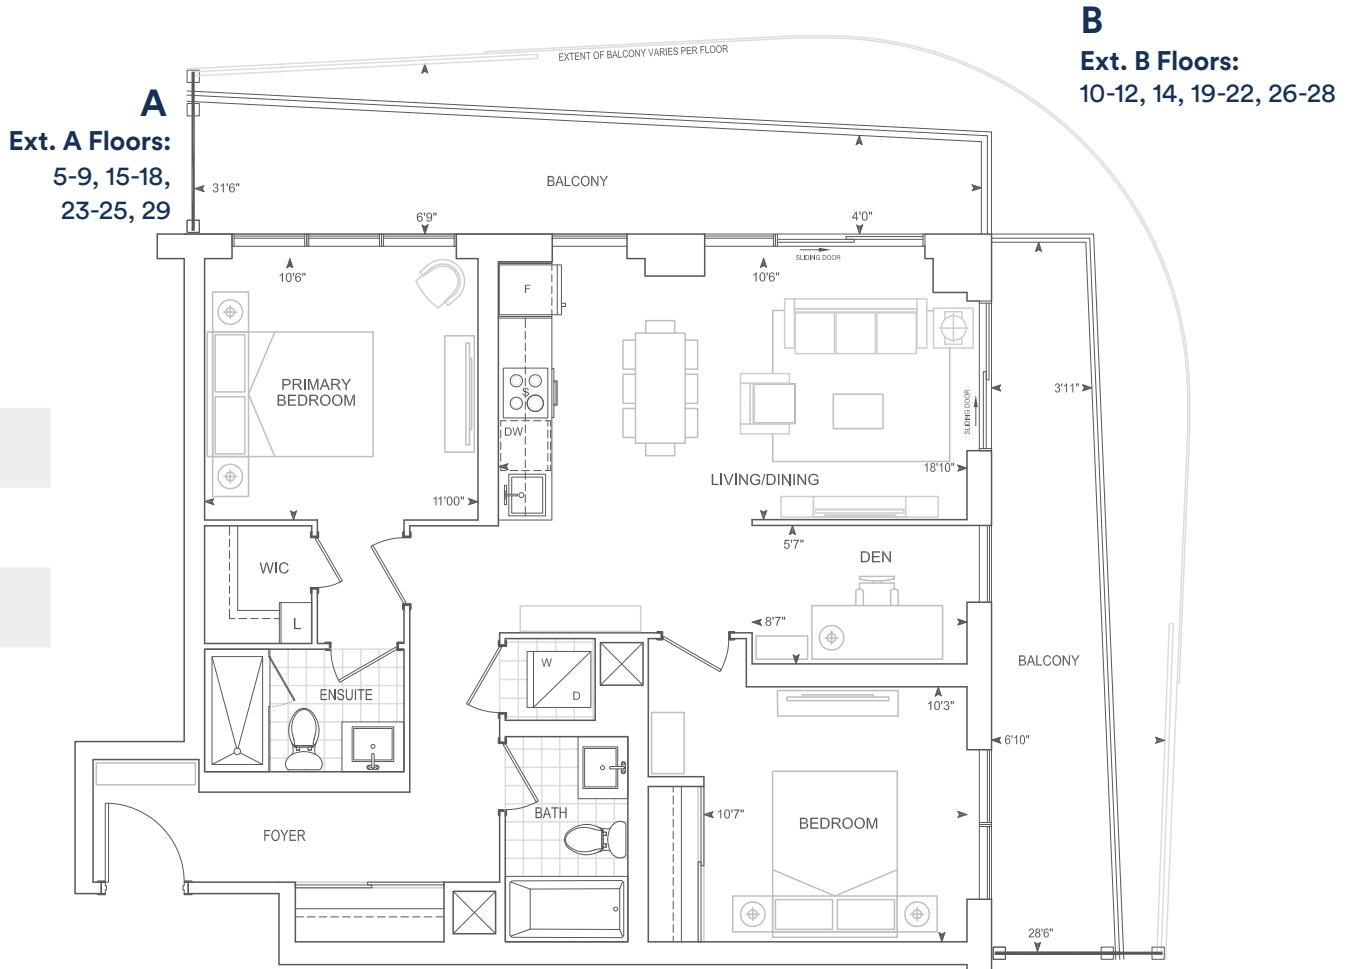 B
Ext. B Floors:
10-12, 14, 19-22, 26-28
EXTENT OF BALCONY VARIES PER FLOOR
A
Ext. A Floors:
5-9, 15-18,
23-25, 29
31'6"
BALCONY
6'9"
4'0"
SLIDING DOOR
10'6"
10'6"
F
PRIMARY
BEDROOM
S
3'11"
SLIDING DOOR
DW
18'10"
LIVING/DINING
11'00"
5'7"
DEN
WIC
L
8'7"
W
D
BALCONY
ENSUITE
10'3"
6'10"
10'7"
BATH
BEDROOM
FOYER
28'6"